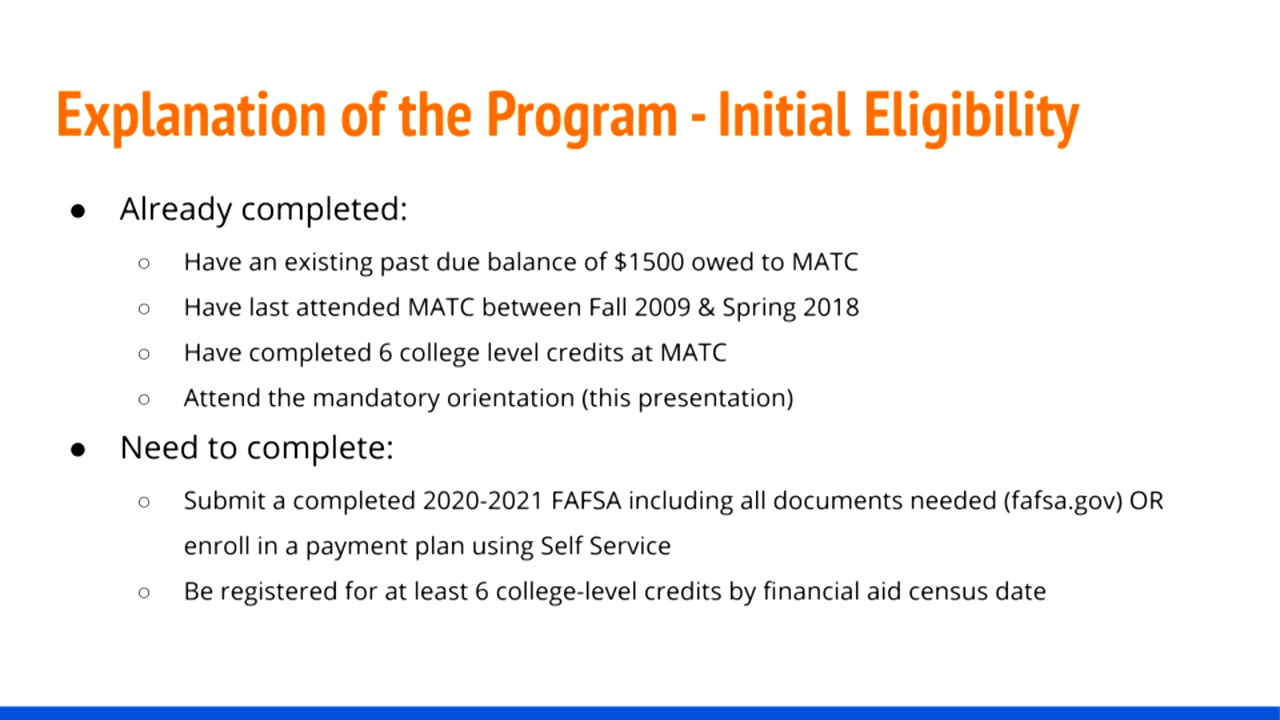 Explanation of the Program - Initial Eligibility
● Already completed:
○ Have an existing past due balance of $1500 owed to MATC
○ Have last attended MATC between Fall 2009 & Spring 2018
○ Have completed 6 college level credits at MATC
○ Attend the mandatory orientation (this presentation)
● Need to complete:
○ Submit a completed 2020-2021 FAFSA including all documents needed (fafsa.gov) OR
enroll in a payment plan using Self Service
○ Be registered for at least 6 college-level credits by financial aid census date